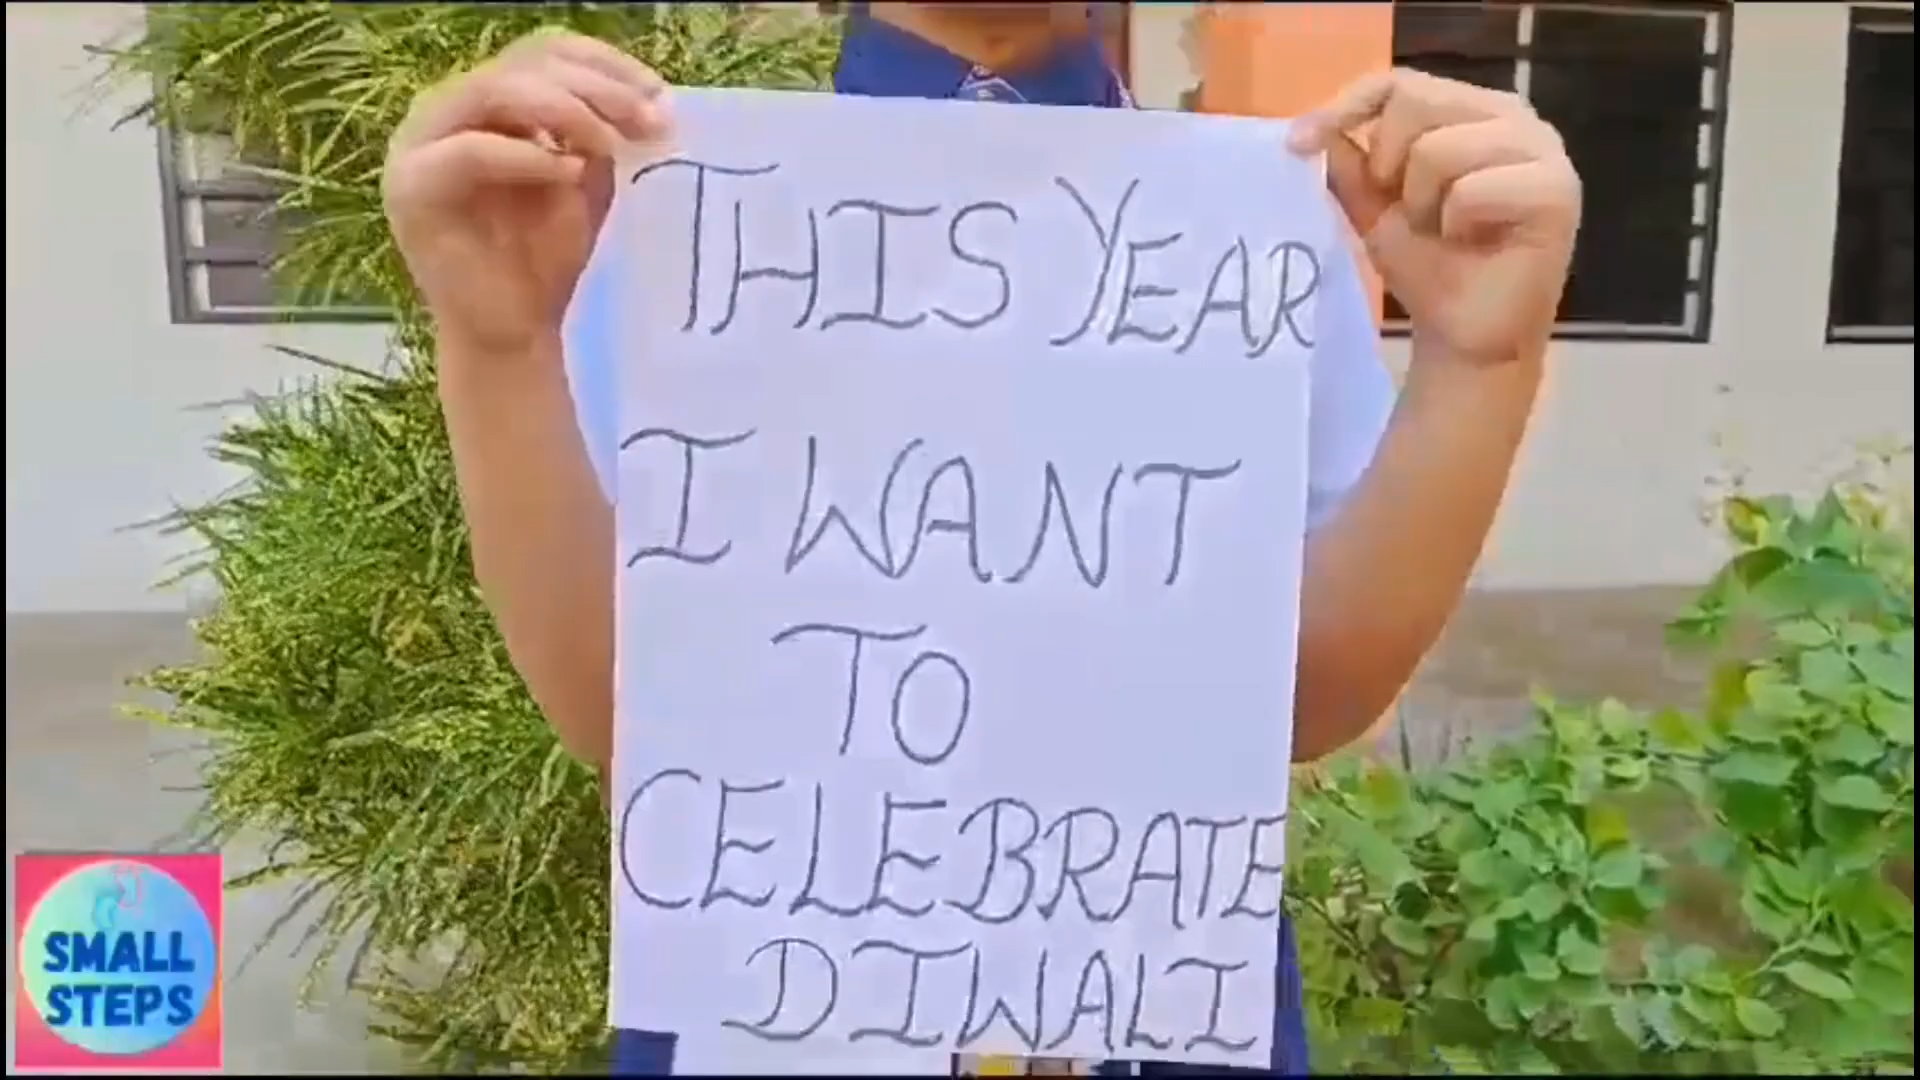 THIS YEAR
I WANT
TO
CELEBRATE
DIWALI
SMALL
STEPS